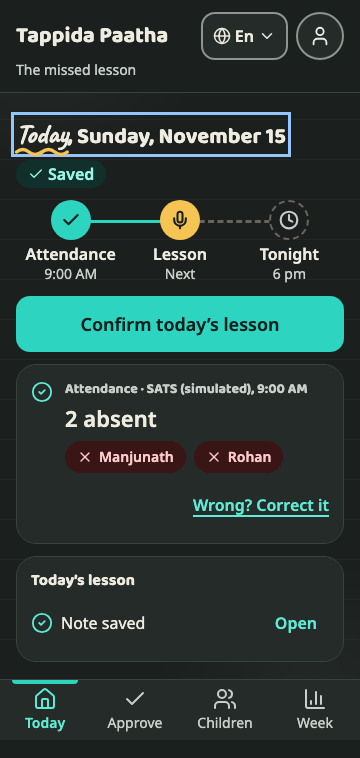 Tappida Paatha
En
The missed lesson
Today, Sunday, November 15
Saved
Attendance
9:00 AM
Lesson
Next
Tonight
6 pm
Confirm today's lesson
Attendance · SATS (simulated), 9:00 AM
2 absent
Manjunath
Rohan
Wrong? Correct it
Today's lesson
Note saved
Open
Today
Approve
Children
Week